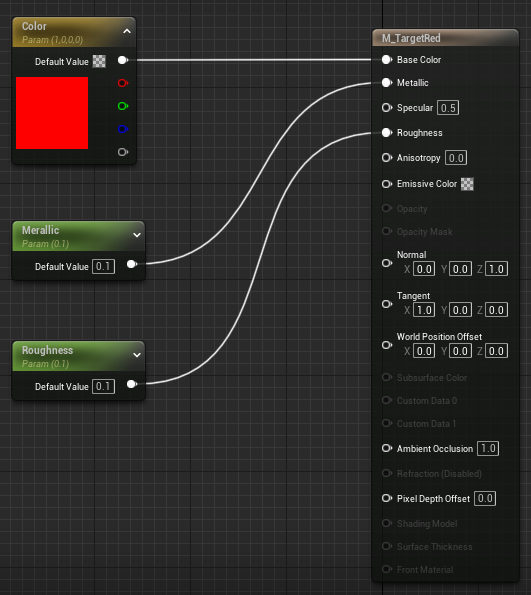 Color
Param (1,0,0,0)
Default Value
Merallic
Param (0.1)
Default Value 0.1
Roughness
Param (0.1)
Default Value 0.1
M_TargetRed
Base Color
Metallic
Specular 0.5
Roughness
Anisotropy 0.0
Emissive Color
Opacity
Opacity Mask
Normal
X 0.0 Y 0.0 Z 1.0
Tangent
X 1.0 Y 0.0 Z 0.0
World Position Offset
X 0.0 Y 0.0 Z 0.0
Subsurface Color
Custom Data 0
Custom Data 1
Ambient Occlusion 1.0
Refraction (Disabled)
Pixel Depth Offset 0.0
Shading Model
Surface Thickness
Front Material